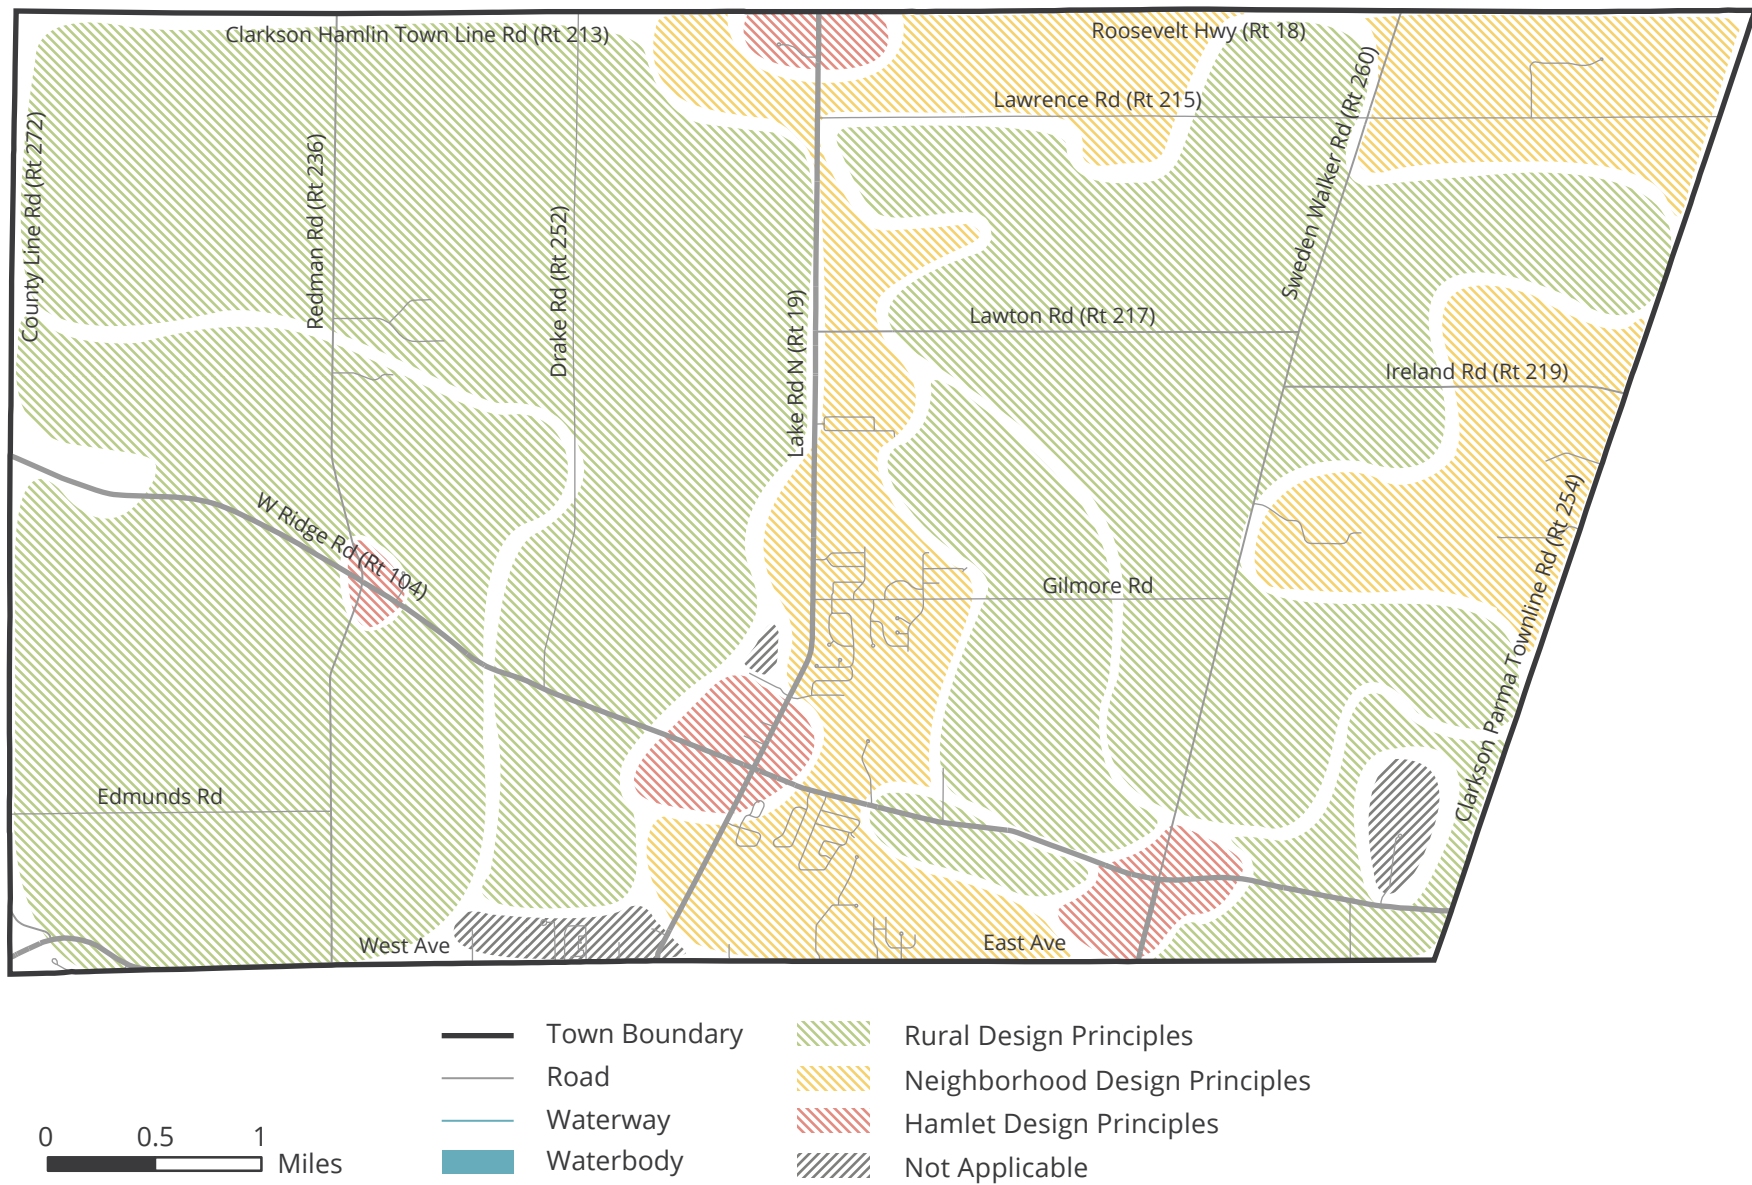 Clarkson Hamlin Town Line Rd (Rt 213)
Roosevelt Hwy (Rt 18)
Lawrence Rd (Rt 215)
County Line Rd (Rt 272)
Redman Rd (Rt 236)
Drake Rd (Rt 252)
Lake Rd N (Rt 19)
Sweden Walker Rd (Rt 260)
Lawton Rd (Rt 217)
Ireland Rd (Rt 219)
W Ridge Rd (Rt 104)
Gilmore Rd
Clarkson Parma Townline Rd (Rt 254)
Edmunds Rd
West Ave
East Ave
Town Boundary
Road
Waterway
Waterbody
Rural Design Principles
Neighborhood Design Principles
Hamlet Design Principles
Not Applicable
0 0.5 1
Miles